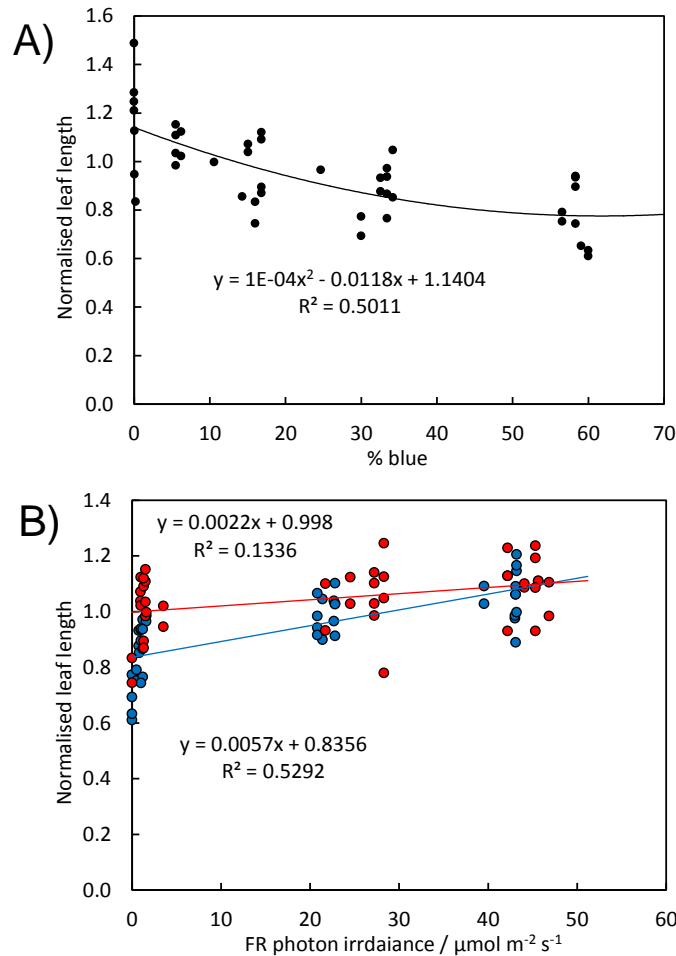 A)
Normalised leaf length
1.6
1.4
1.2
1.0
0.8
0.6
0.4
0.2
0.0
y = 1E-04x² - 0.0118x + 1.1404
R² = 0.5011
0 10 20 30 40 50 60 70
% blue
B)
Normalised leaf length
1.4
1.2
1.0
0.8
0.6
0.4
0.2
0.0
y = 0.0022x + 0.998
R² = 0.1336
y = 0.0057x + 0.8356
R² = 0.5292
0 10 20 30 40 50 60
FR photon irrdaiance / µmol m⁻² s⁻¹